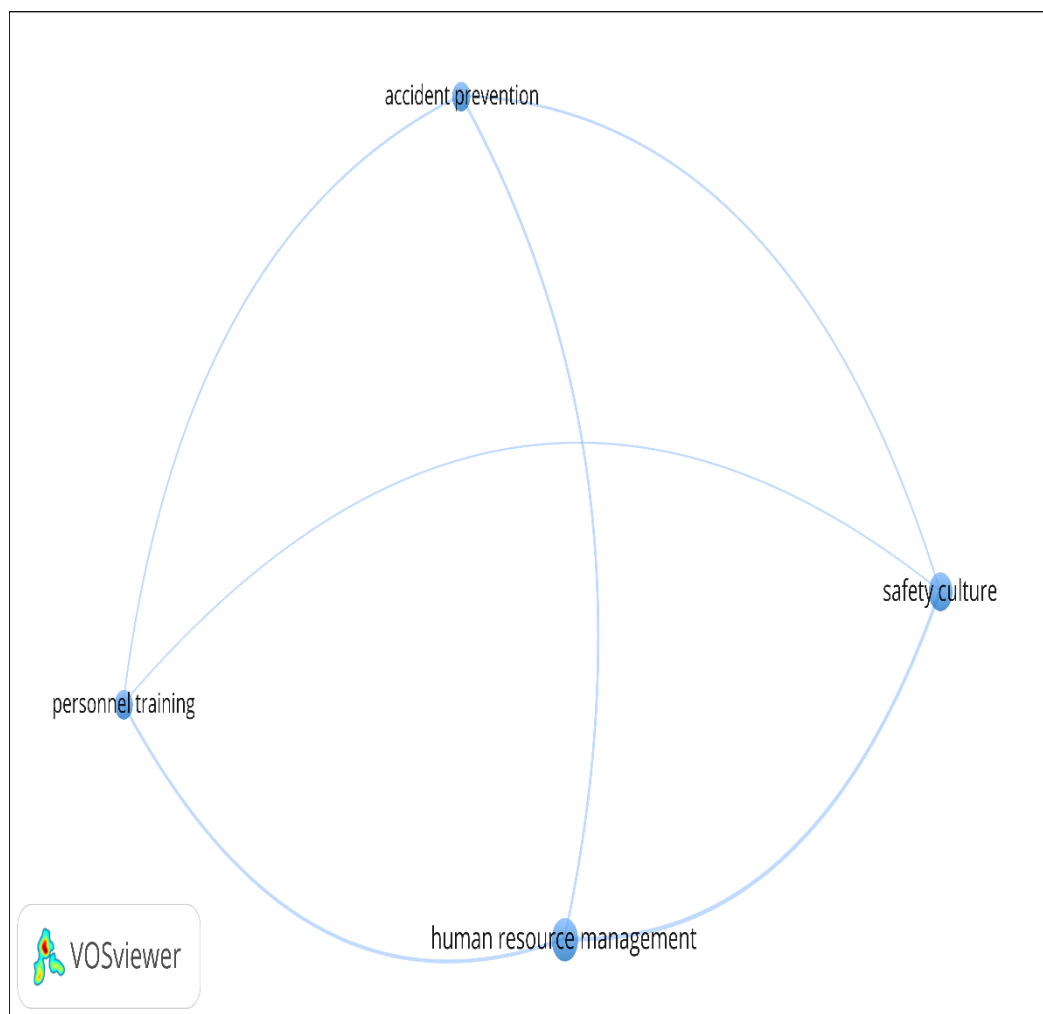 accident prevention
safety culture
personnel training
human resource management
VOSviewer